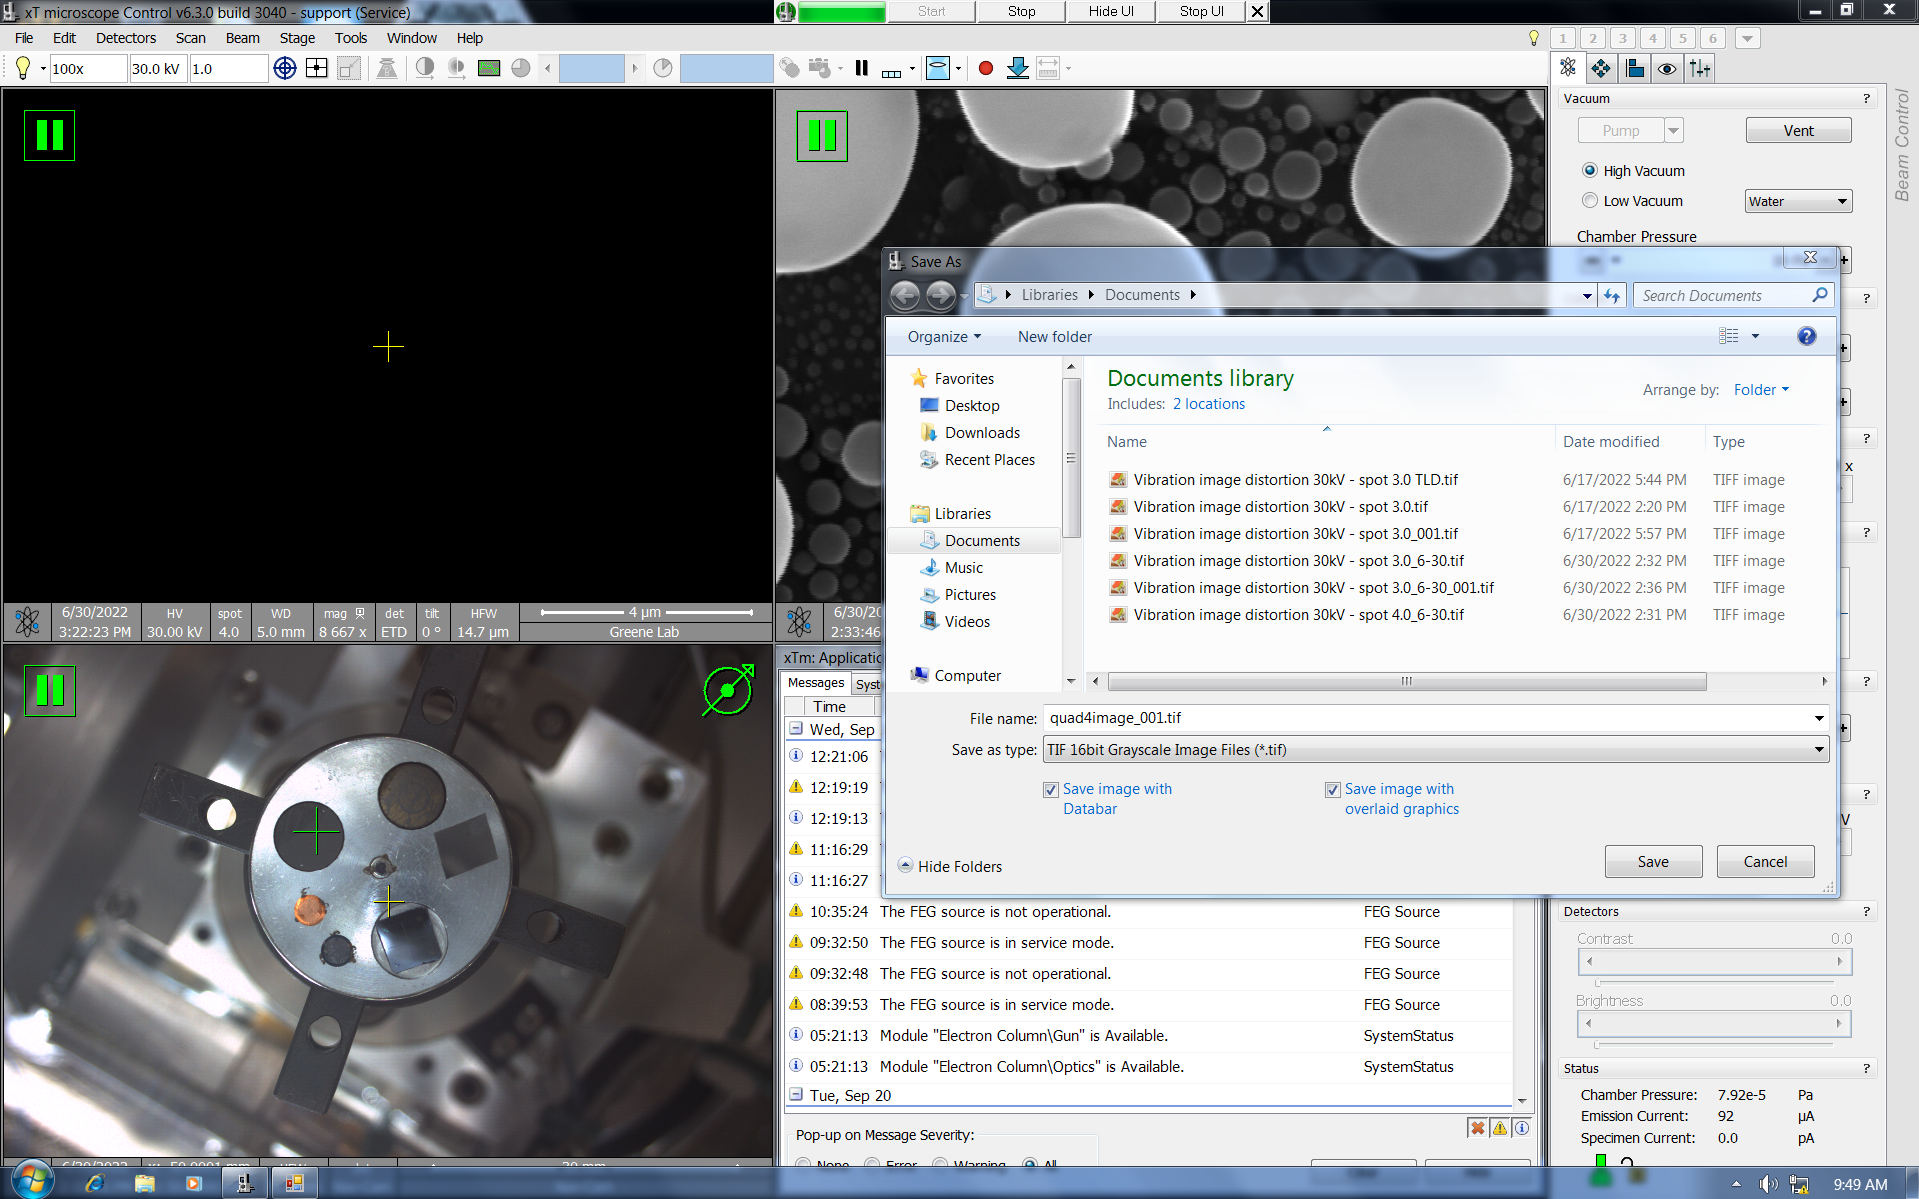 xT microscope Control v6.3.0 build 3040 - support (Service)
Start
Stop
Hide UI
Stop UI
File Edit Detectors Scan Beam Stage Tools Window Help
1 2 3 4 5 6
100x
30.0 kV
1.0
Beam Control
Vacuum ?
Pump
Vent
High Vacuum
Low Vacuum
Water
Chamber Pressure
Save As
Libraries Documents
Search Documents
Organize
New folder
Favorites
Desktop
Downloads
Recent Places
Libraries
Documents
Music
Pictures
Videos
Computer
Documents library
Includes: 2 locations
Arrange by: Folder
Name Date modified Type
Vibration image distortion 30kV - spot 3.0 TLD.tif 6/17/2022 5:44 PM TIFF image
Vibration image distortion 30kV - spot 3.0.tif 6/17/2022 2:20 PM TIFF image
Vibration image distortion 30kV - spot 3.0_001.tif 6/17/2022 5:57 PM TIFF image
Vibration image distortion 30kV - spot 3.0_6-30.tif 6/30/2022 2:32 PM TIFF image
Vibration image distortion 30kV - spot 3.0_6-30_001.tif 6/30/2022 2:36 PM TIFF image
Vibration image distortion 30kV - spot 4.0_6-30.tif 6/30/2022 2:31 PM TIFF image
File name: quad4image_001.tif
Save as type: TIF 16bit Grayscale Image Files (*.tif)
Save image with
Databar
Save image with
overlaid graphics
Hide Folders
Save
Cancel
6/30/2022 HV spot WD mag det tilt HFW 4 µm
3:22:23 PM 30.00 kV 4.0 5.0 mm 8 667 x ETD 0 ° 14.7 µm Greene Lab
6/30/20
2:33:46
xTm: Applicatio
Messages
Syst
Time
Wed, Sep
12:21:06
12:19:19
12:19:13
11:16:29
11:16:27
10:35:24 The FEG source is not operational. FEG Source
09:32:50 The FEG source is in service mode. FEG Source
09:32:48 The FEG source is not operational. FEG Source
08:39:53 The FEG source is in service mode. FEG Source
05:21:13 Module "Electron Column\Gun" is Available. SystemStatus
05:21:13 Module "Electron Column\Optics" is Available. SystemStatus
Tue, Sep 20
Pop-up on Message Severity:
None Error Warning All
Detectors ?
Contrast 0.0
Brightness 0.0
Status ?
Chamber Pressure: 7.92e-5 Pa
Emission Current: 92 µA
Specimen Current: 0.0 pA
9:49 AM